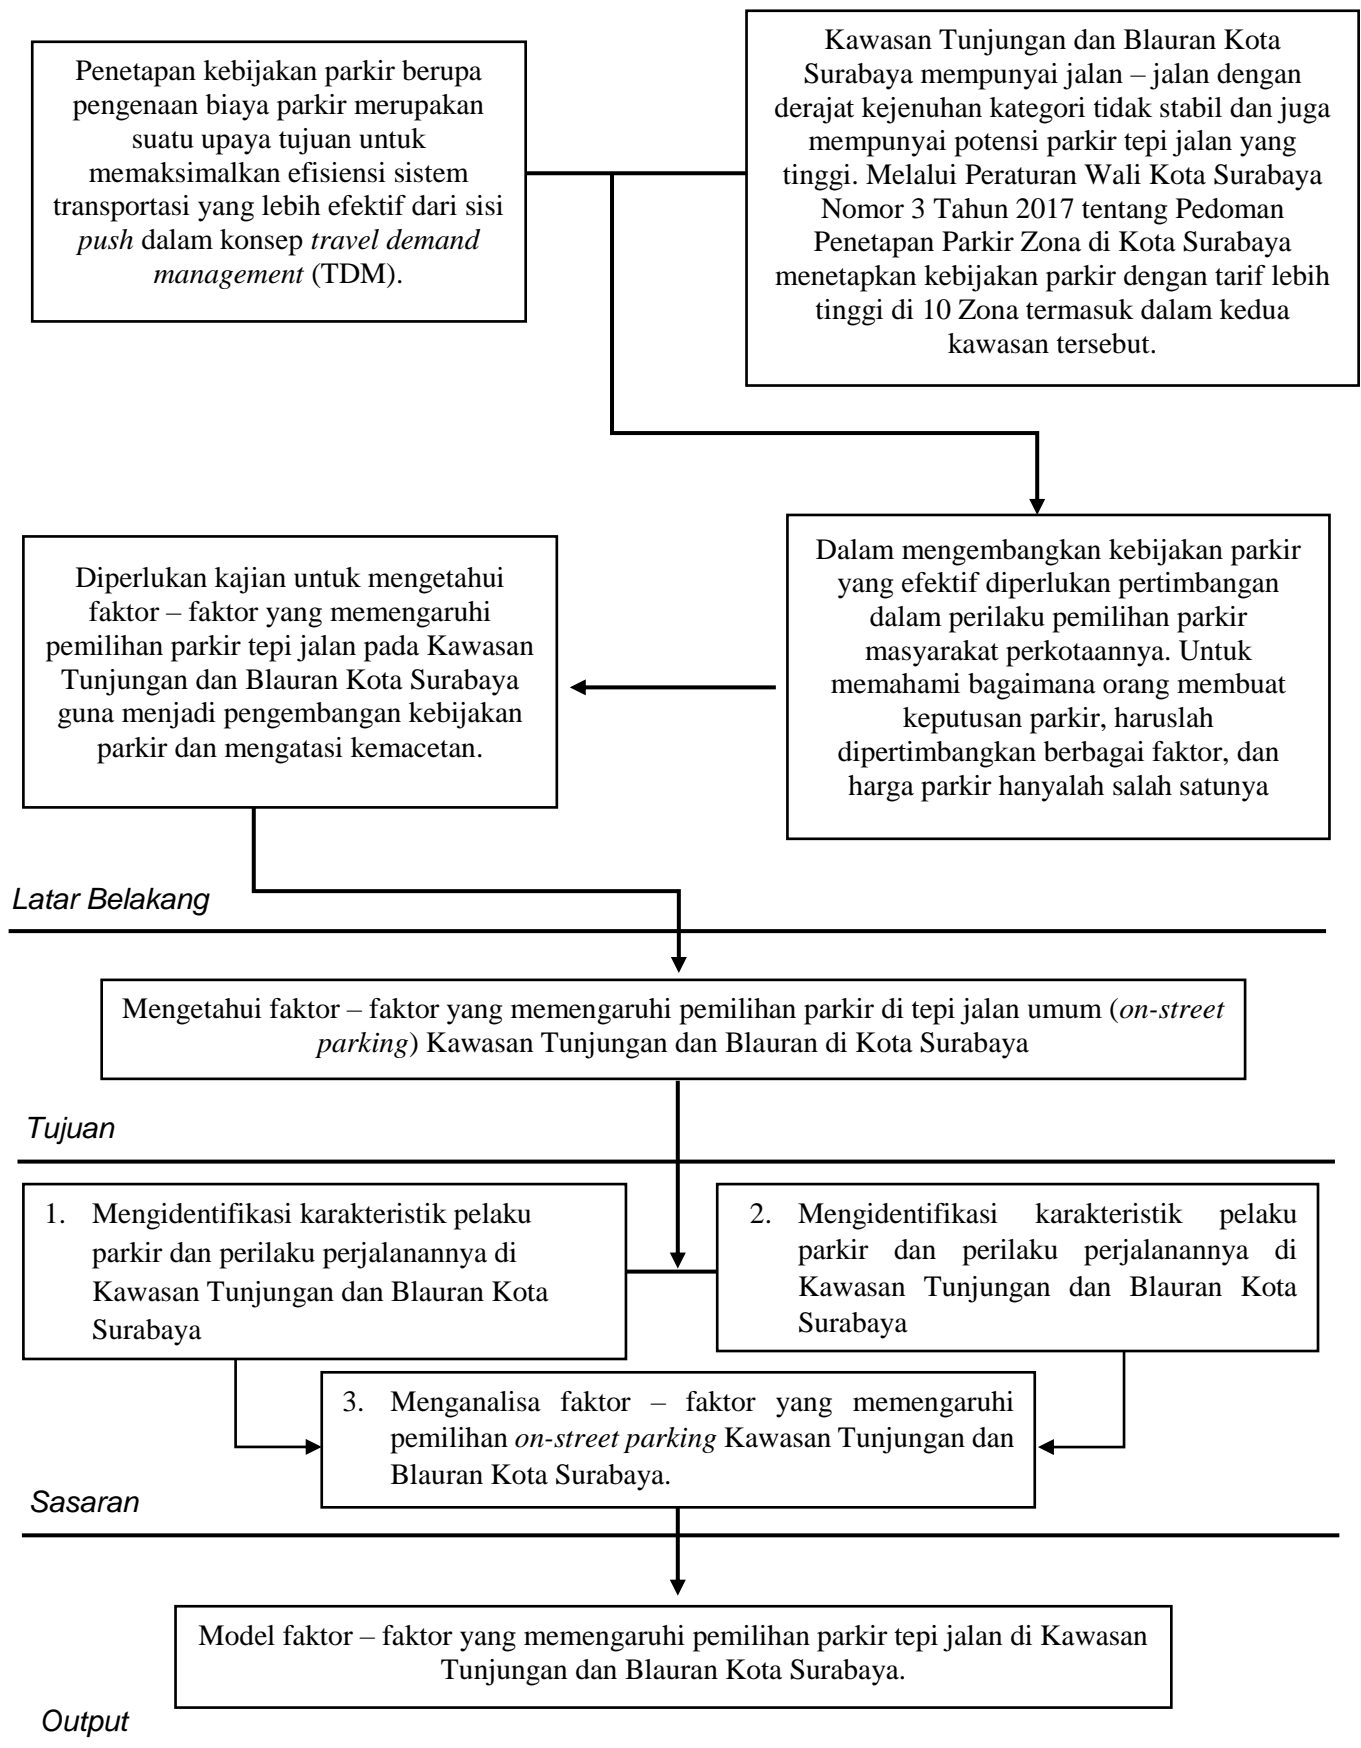 Penetapan kebijakan parkir berupa
pengenaan biaya parkir merupakan
suatu upaya tujuan untuk
memaksimalkan efisiensi sistem
transportasi yang lebih efektif dari sisi
push dalam konsep travel demand
management (TDM).
Kawasan Tunjungan dan Blauran Kota
Surabaya mempunyai jalan – jalan dengan
derajat kejenuhan kategori tidak stabil dan juga
mempunyai potensi parkir tepi jalan yang
tinggi. Melalui Peraturan Wali Kota Surabaya
Nomor 3 Tahun 2017 tentang Pedoman
Penetapan Parkir Zona di Kota Surabaya
menetapkan kebijakan parkir dengan tarif lebih
tinggi di 10 Zona termasuk dalam kedua
kawasan tersebut.
Dalam mengembangkan kebijakan parkir
yang efektif diperlukan pertimbangan
dalam perilaku pemilihan parkir
masyarakat perkotaannya. Untuk
memahami bagaimana orang membuat
keputusan parkir, haruslah
dipertimbangkan berbagai faktor, dan
harga parkir hanyalah salah satunya
Diperlukan kajian untuk mengetahui
faktor – faktor yang memengaruhi
pemilihan parkir tepi jalan pada Kawasan
Tunjungan dan Blauran Kota Surabaya
guna menjadi pengembangan kebijakan
parkir dan mengatasi kemacetan.
Latar Belakang
Mengetahui faktor – faktor yang memengaruhi pemilihan parkir di tepi jalan umum (on-street
parking) Kawasan Tunjungan dan Blauran di Kota Surabaya
Tujuan
1. Mengidentifikasi karakteristik pelaku
parkir dan perilaku perjalanannya di
Kawasan Tunjungan dan Blauran Kota
Surabaya
2. Mengidentifikasi karakteristik pelaku
parkir dan perilaku perjalanannya di
Kawasan Tunjungan dan Blauran Kota
Surabaya
3. Menganalisa faktor – faktor yang memengaruhi
pemilihan on-street parking Kawasan Tunjungan dan
Blauran Kota Surabaya.
Sasaran
Model faktor – faktor yang memengaruhi pemilihan parkir tepi jalan di Kawasan
Tunjungan dan Blauran Kota Surabaya.
Output